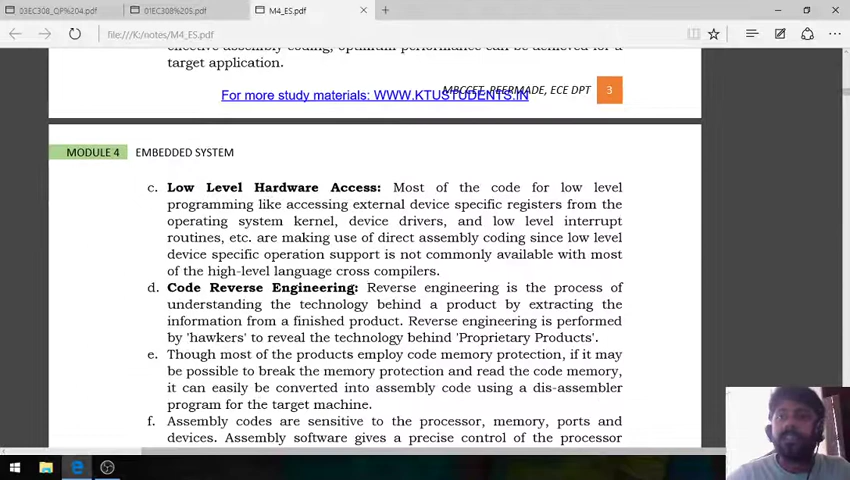 03EC308_QP%204.pdf
01EC308%205.pdf
M4_ES.pdf
file:///K:/notes/M4_ES.pdf
effective assembly coding, optimum performance can be achieved for a
target application.
MBCCET, PEERMADE, ECE DPT 3
For more study materials: WWW.KTUSTUDENTS.IN
MODULE 4 EMBEDDED SYSTEM
c. Low Level Hardware Access: Most of the code for low level
programming like accessing external device specific registers from the
operating system kernel, device drivers, and low level interrupt
routines, etc. are making use of direct assembly coding since low level
device specific operation support is not commonly available with most
of the high-level language cross compilers.
d. Code Reverse Engineering: Reverse engineering is the process of
understanding the technology behind a product by extracting the
information from a finished product. Reverse engineering is performed
by 'hawkers' to reveal the technology behind 'Proprietary Products'.
e. Though most of the products employ code memory protection, if it may
be possible to break the memory protection and read the code memory,
it can easily be converted into assembly code using a dis-assembler
program for the target machine.
f. Assembly codes are sensitive to the processor, memory, ports and
devices. Assembly software gives a precise control of the processor